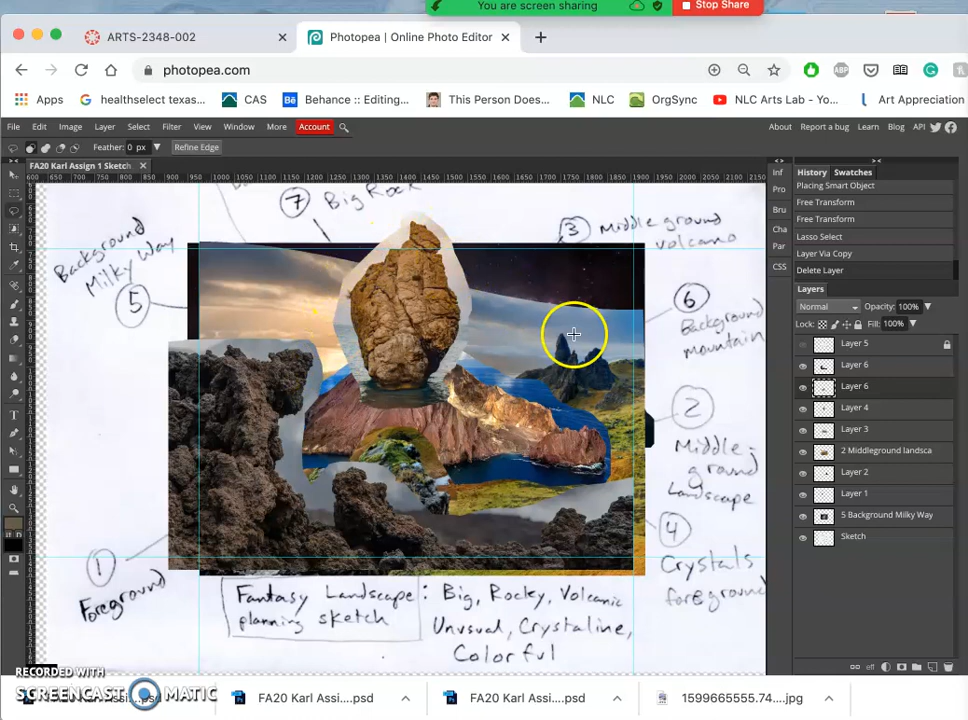 You are screen sharing
Stop Share
ARTS-2348-002
Photopea | Online Photo Editor
photopea.com
Apps
healthselect texas...
CAS
Behance :: Editing...
This Person Does...
NLC
OrgSync
NLC Arts Lab - Yo...
Art Appreciation
File Edit Image Layer Select Filter View Window More Account
About Report a bug Learn Blog API
Feather: 0 px
Refine Edge
FA20 Karl Assign 1 Sketch
Inf
Pro
Bru
Cha
Par
CSS
History Swatches
Placing Smart Object
Free Transform
Free Transform
Lasso Select
Layer Via Copy
Delete Layer
Layers
Normal Opacity: 100%
Lock: Fill: 100%
Layer 5
Layer 6
Layer 6
Layer 4
Layer 3
2 Middleground landsca
Layer 2
Layer 1
5 Background Milky Way
Sketch
7 Big Rock
3 Middle ground
volcano
Background
Milky Way
5
6
Background
mountain
2
Middle-
ground
Landscape
4
Crystals
foreground
1
Foreground
Fantasy Landscape
planning sketch
: Big, Rocky, Volcanic
Unusual, Crystaline,
Colorful
RECORDED WITH
SCREENCAST MATIC
.psd
FA20 Karl Assi....psd
FA20 Karl Assi....psd
1599665555.74....jpg